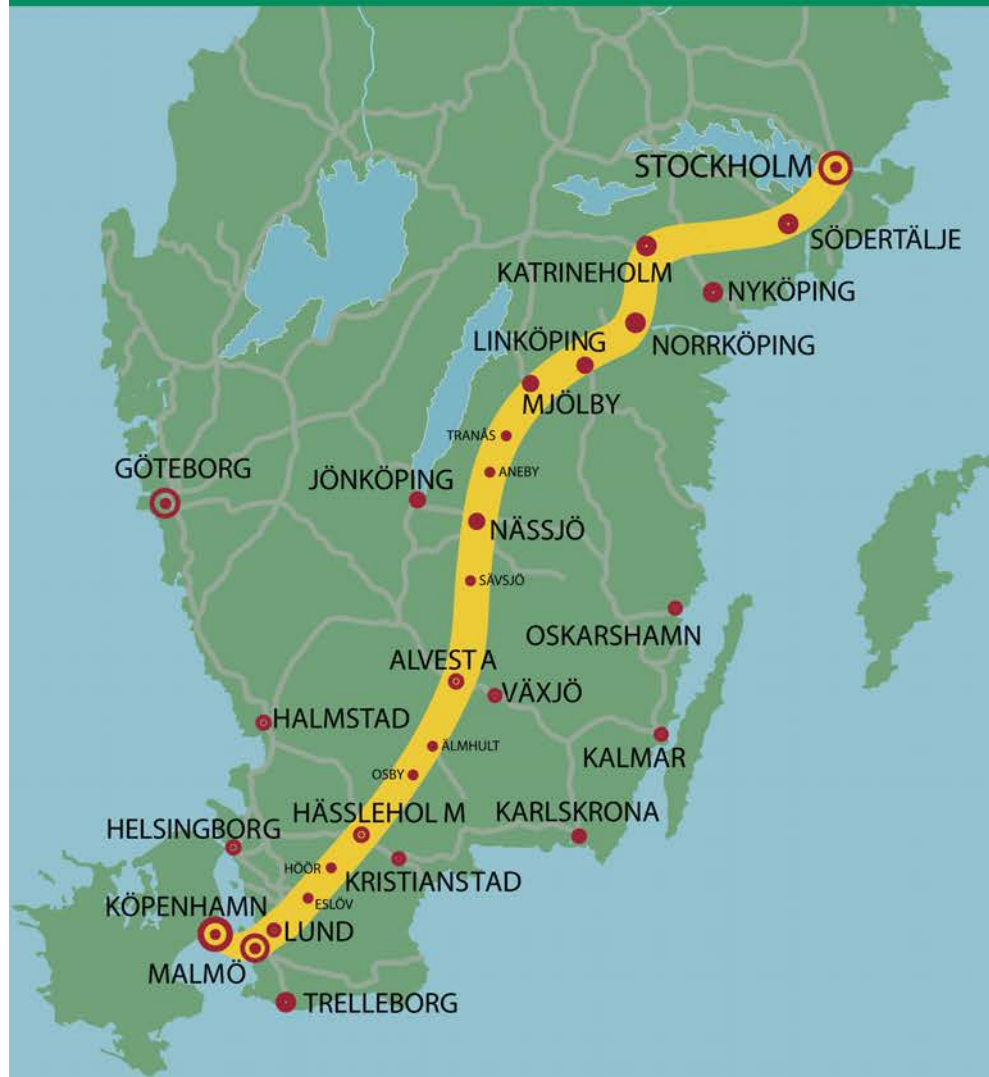 STOCKHOLM
SÖDERTÄLJE
KATRINEHOLM
NYKÖPING
LINKÖPING
NORRKÖPING
MJÖLBY
TRANÅS
GÖTEBORG
JÖNKÖPING
ANEBY
NÄSSJÖ
SÄVSJÖ
OSKARSHAMN
ALVEST A
VÄXJÖ
HALMSTAD
ÄLMHULT
KALMAR
OSBY
HÄSSLEHOL M
KARLSKRONA
HELSINGBORG
HÖÖR
KRISTIANSTAD
ESLÖV
KÖPENHAMN
LUND
MALMÖ
TRELLEBORG